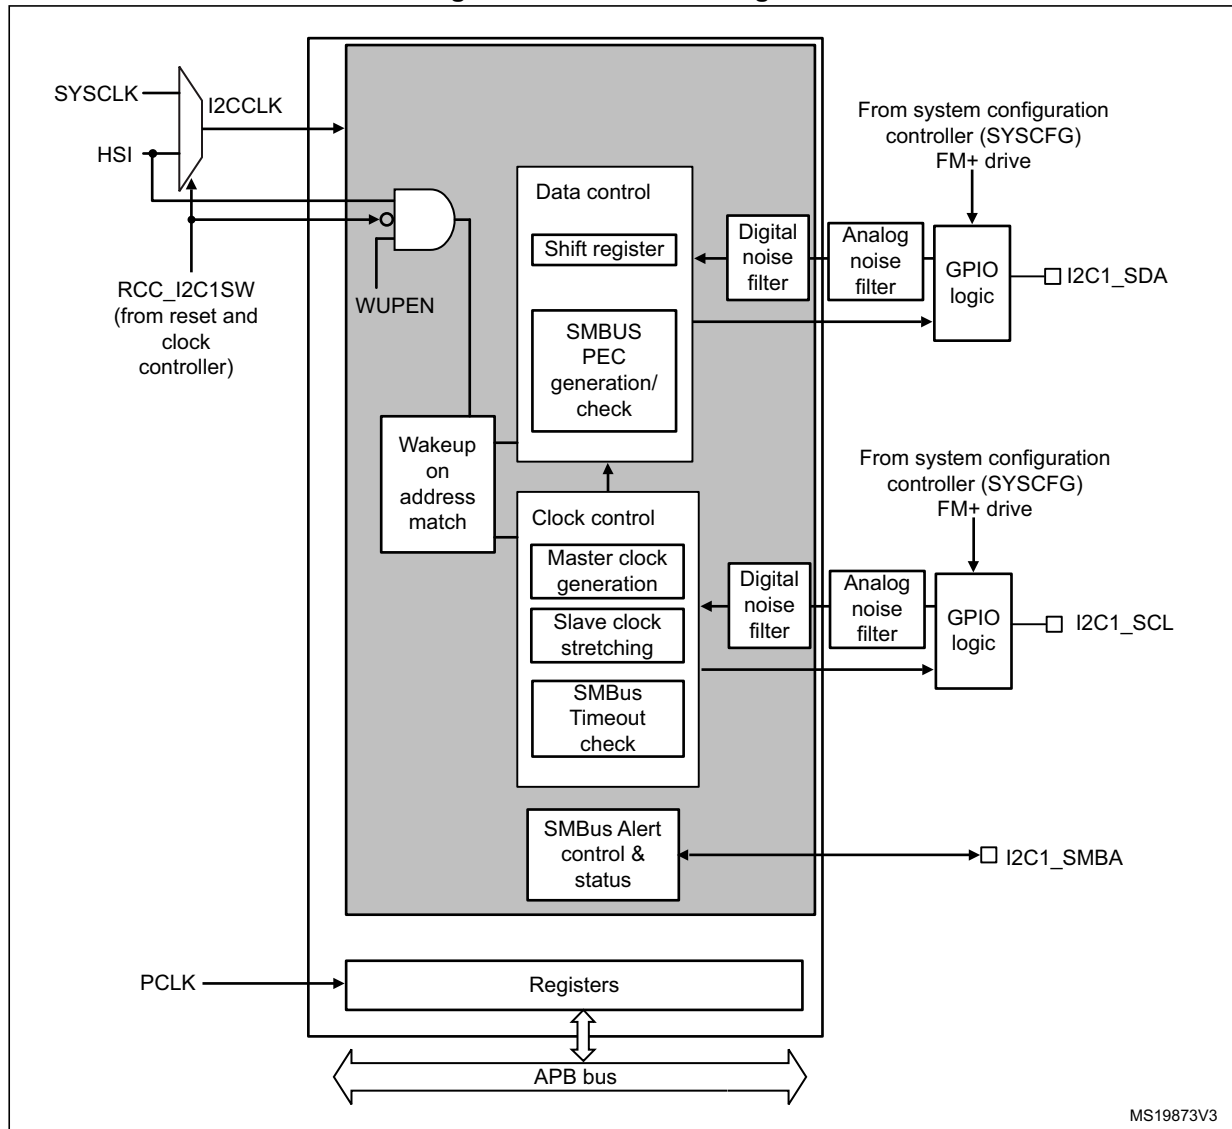 SYSCLK
I2CCLK
HSI
RCC_I2C1SW
(from reset and
clock
controller)
WUPEN
Wakeup
on
address
match
Data control
Shift register
SMBUS
PEC
generation/
check
Clock control
Master clock
generation
Slave clock
stretching
SMBus
Timeout
check
SMBus Alert
control &
status
Digital
noise
filter
Analog
noise
filter
From system configuration
controller (SYSCFG)
FM+ drive
GPIO
logic
I2C1_SDA
Digital
noise
filter
Analog
noise
filter
From system configuration
controller (SYSCFG)
FM+ drive
GPIO
logic
I2C1_SCL
I2C1_SMBA
PCLK
Registers
APB bus
MS19873V3